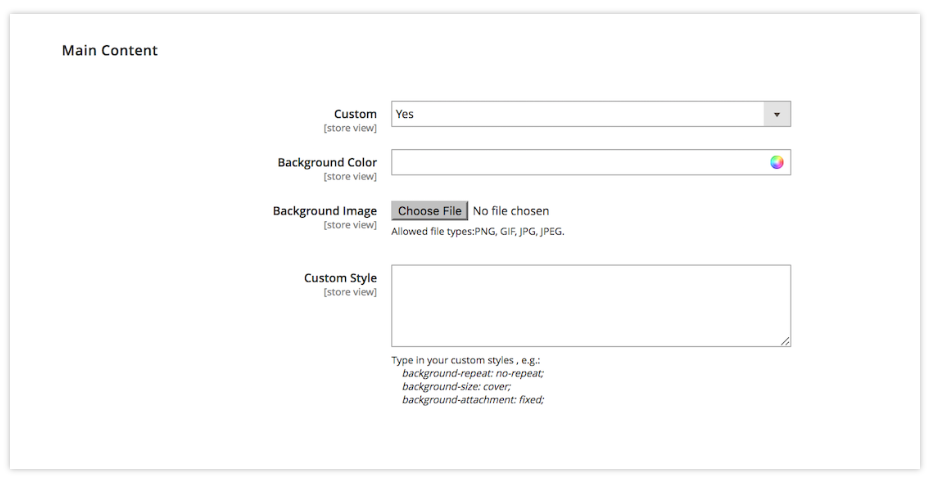 Main Content
Custom
Yes
[store view]
Background Color
[store view]
Background Image
Choose File No file chosen
[store view]
Allowed file types:PNG, GIF, JPG, JPEG.
Custom Style
[store view]
Type in your custom styles , e.g.:
background-repeat: no-repeat;
background-size: cover;
background-attachment: fixed;